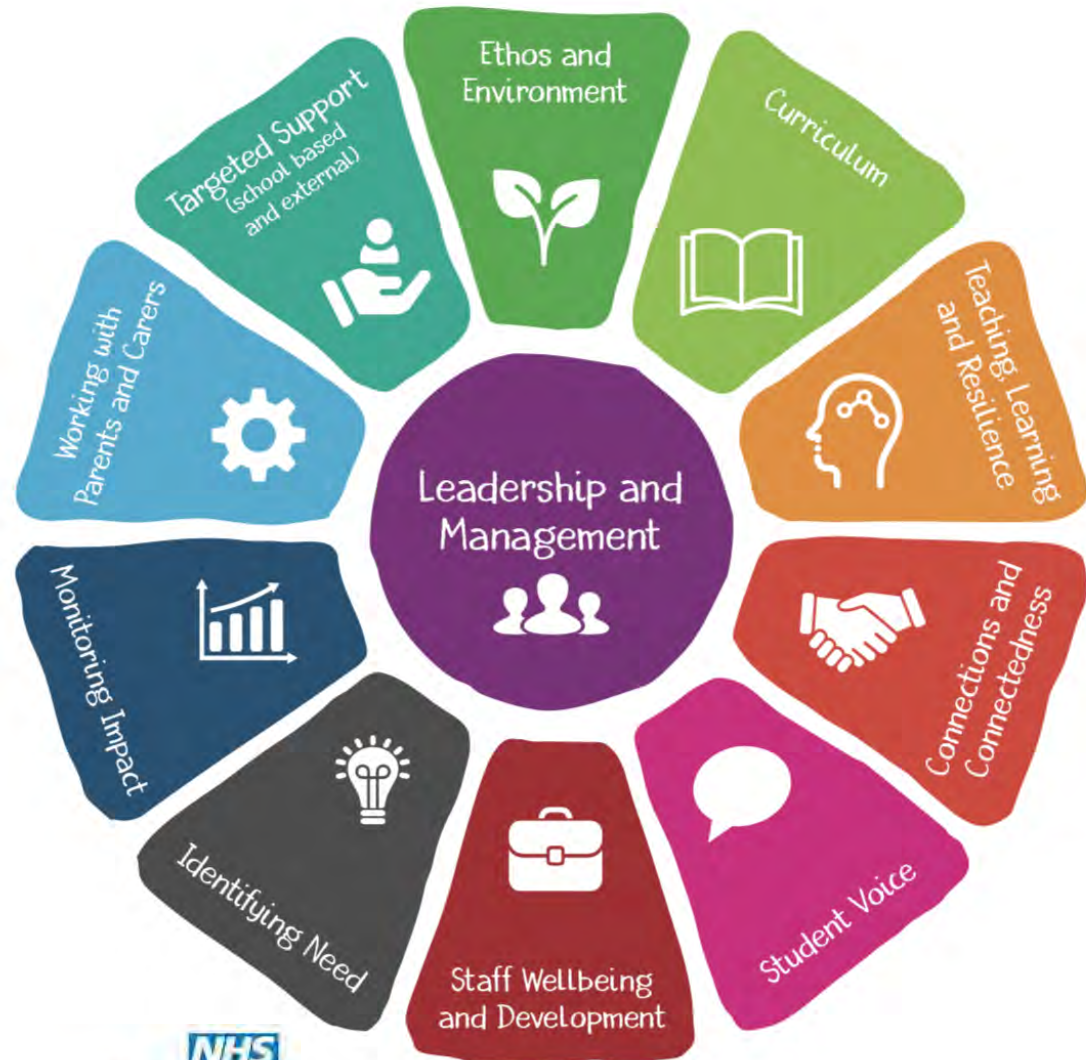 Ethos and
Environment
Curriculum
Teaching, Learning
and Resilience
Connections and
Connectedness
Student Voice
Staff Wellbeing
and Development
Identifying Need
Monitoring Impact
Working with
Parents and Carers
Targeted Support
(school based
and external)
Leadership and
Management
NHS